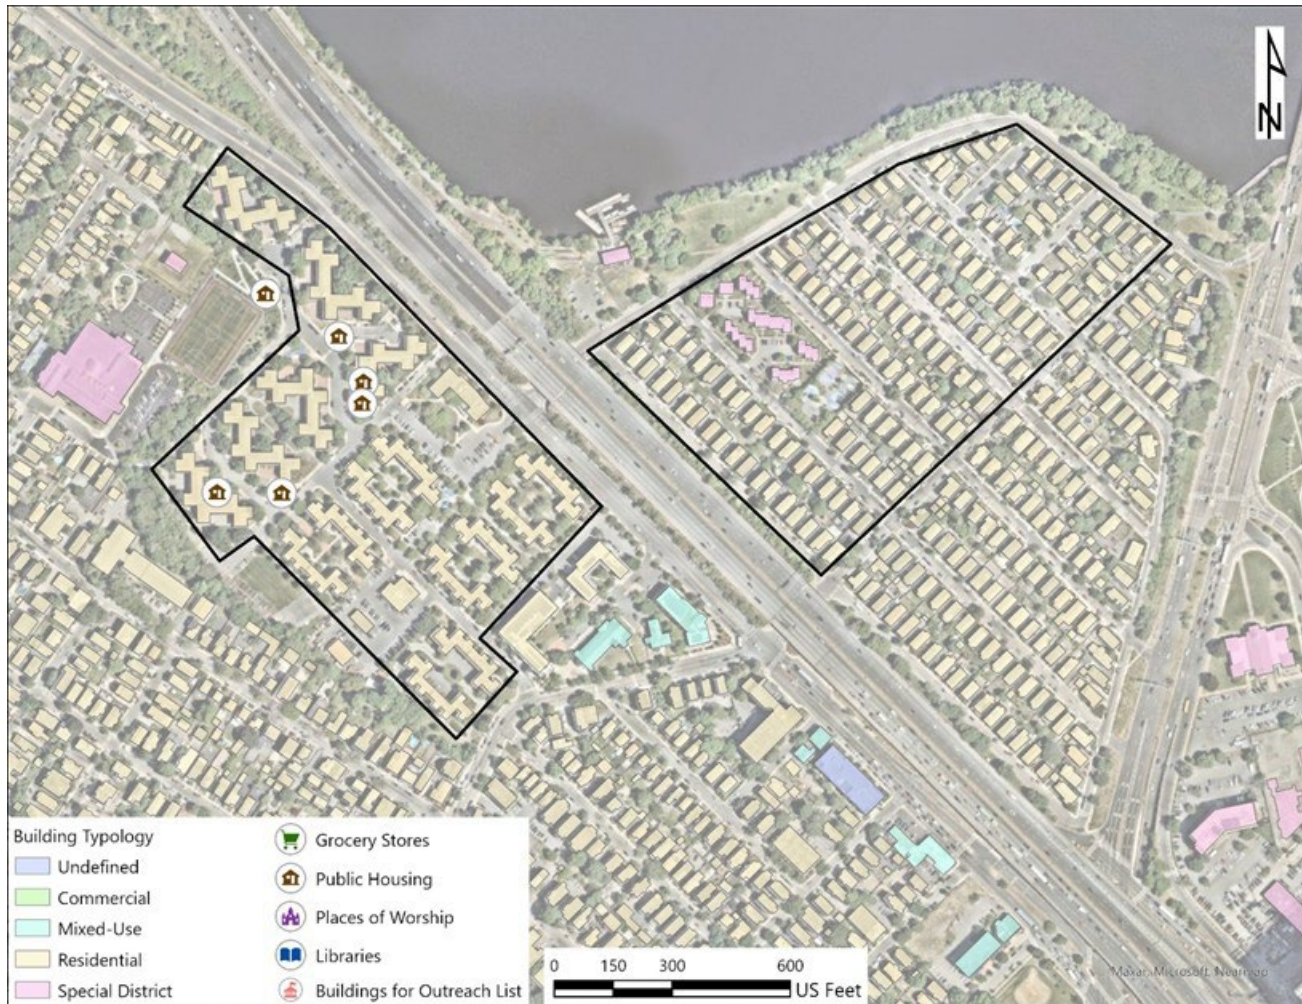 N
Building Typology
Undefined
Commercial
Mixed-Use
Residential
Special District
Grocery Stores
Public Housing
Places of Worship
Libraries
Buildings for Outreach List
0 150 300 600
US Feet
Maxar, Microsoft, Nearmap